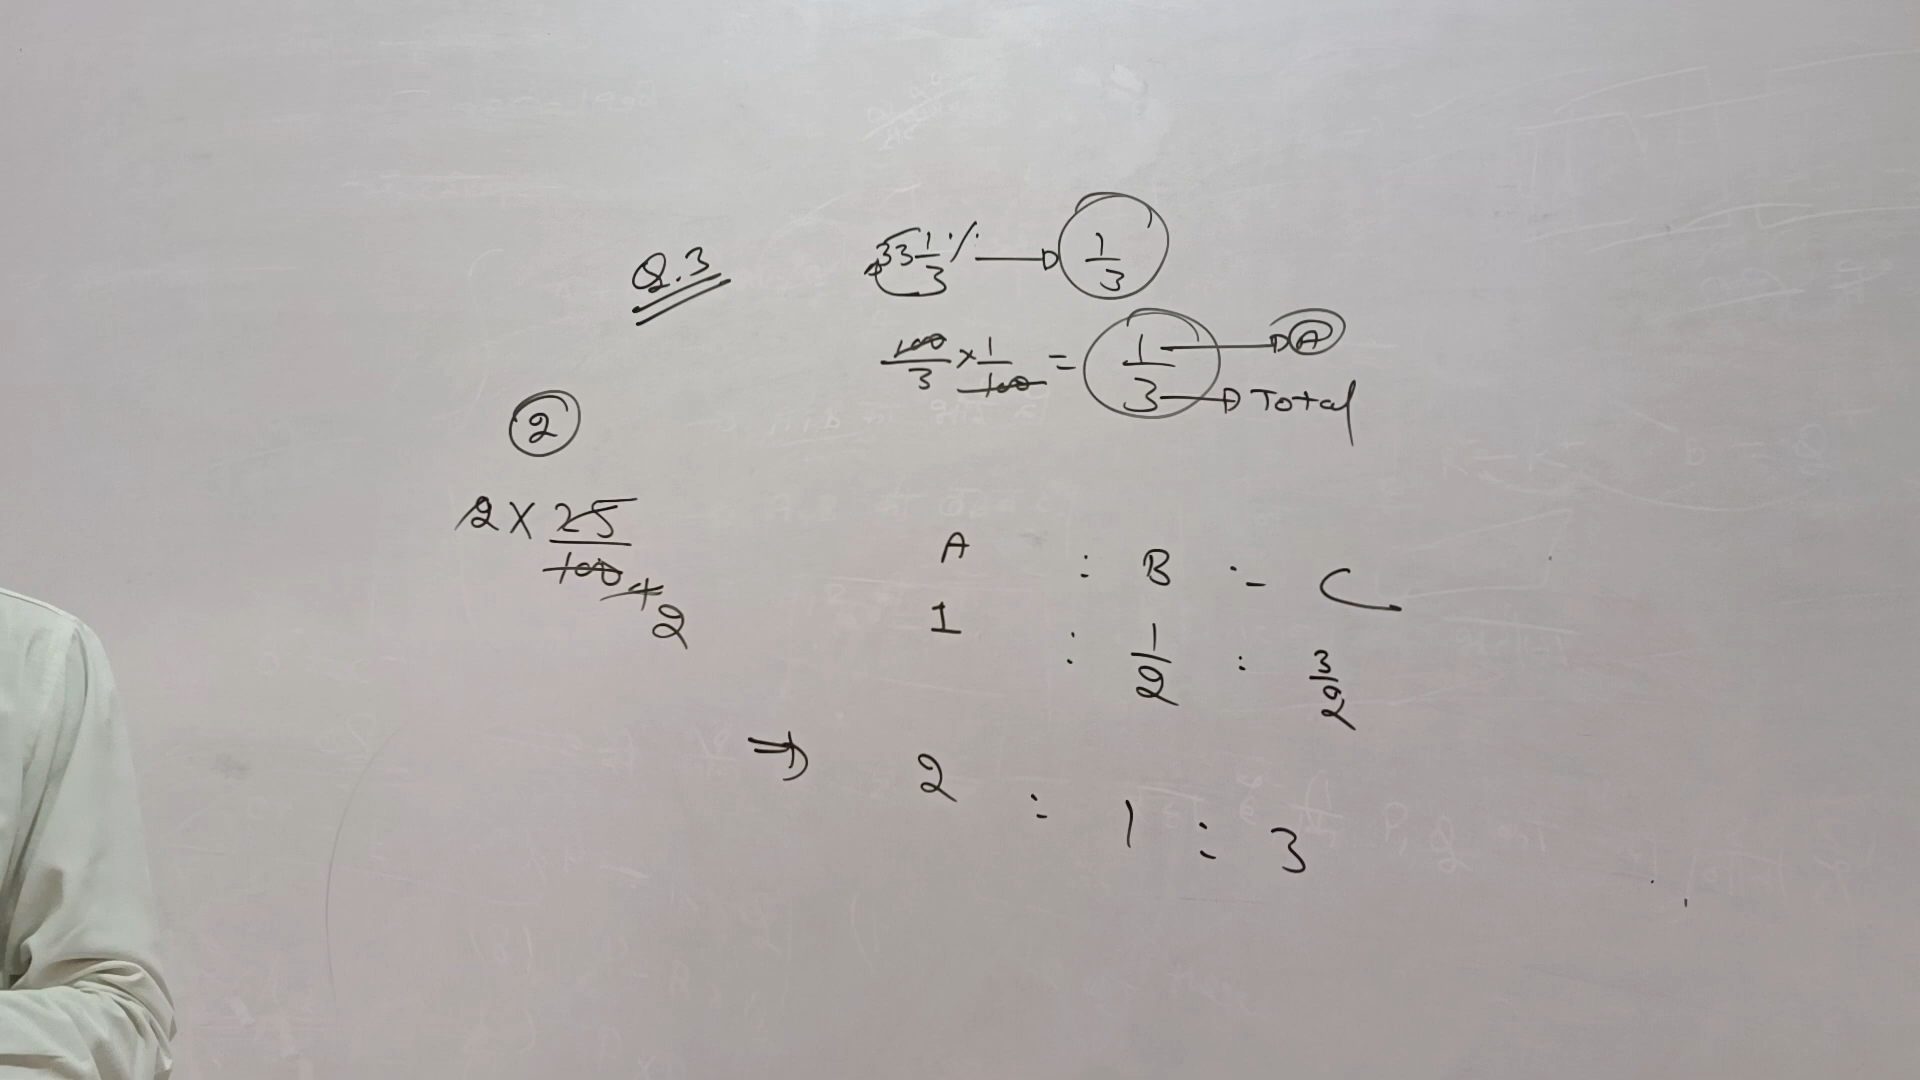 Q.3
33 1/3 % → 1/3
100/3 × 1/100 = 1/3 → A
→ Total
2
2 × 25/100 4 2
A : B : C
1 : 1/2 : 3/2
⇒ 2 : 1 : 3